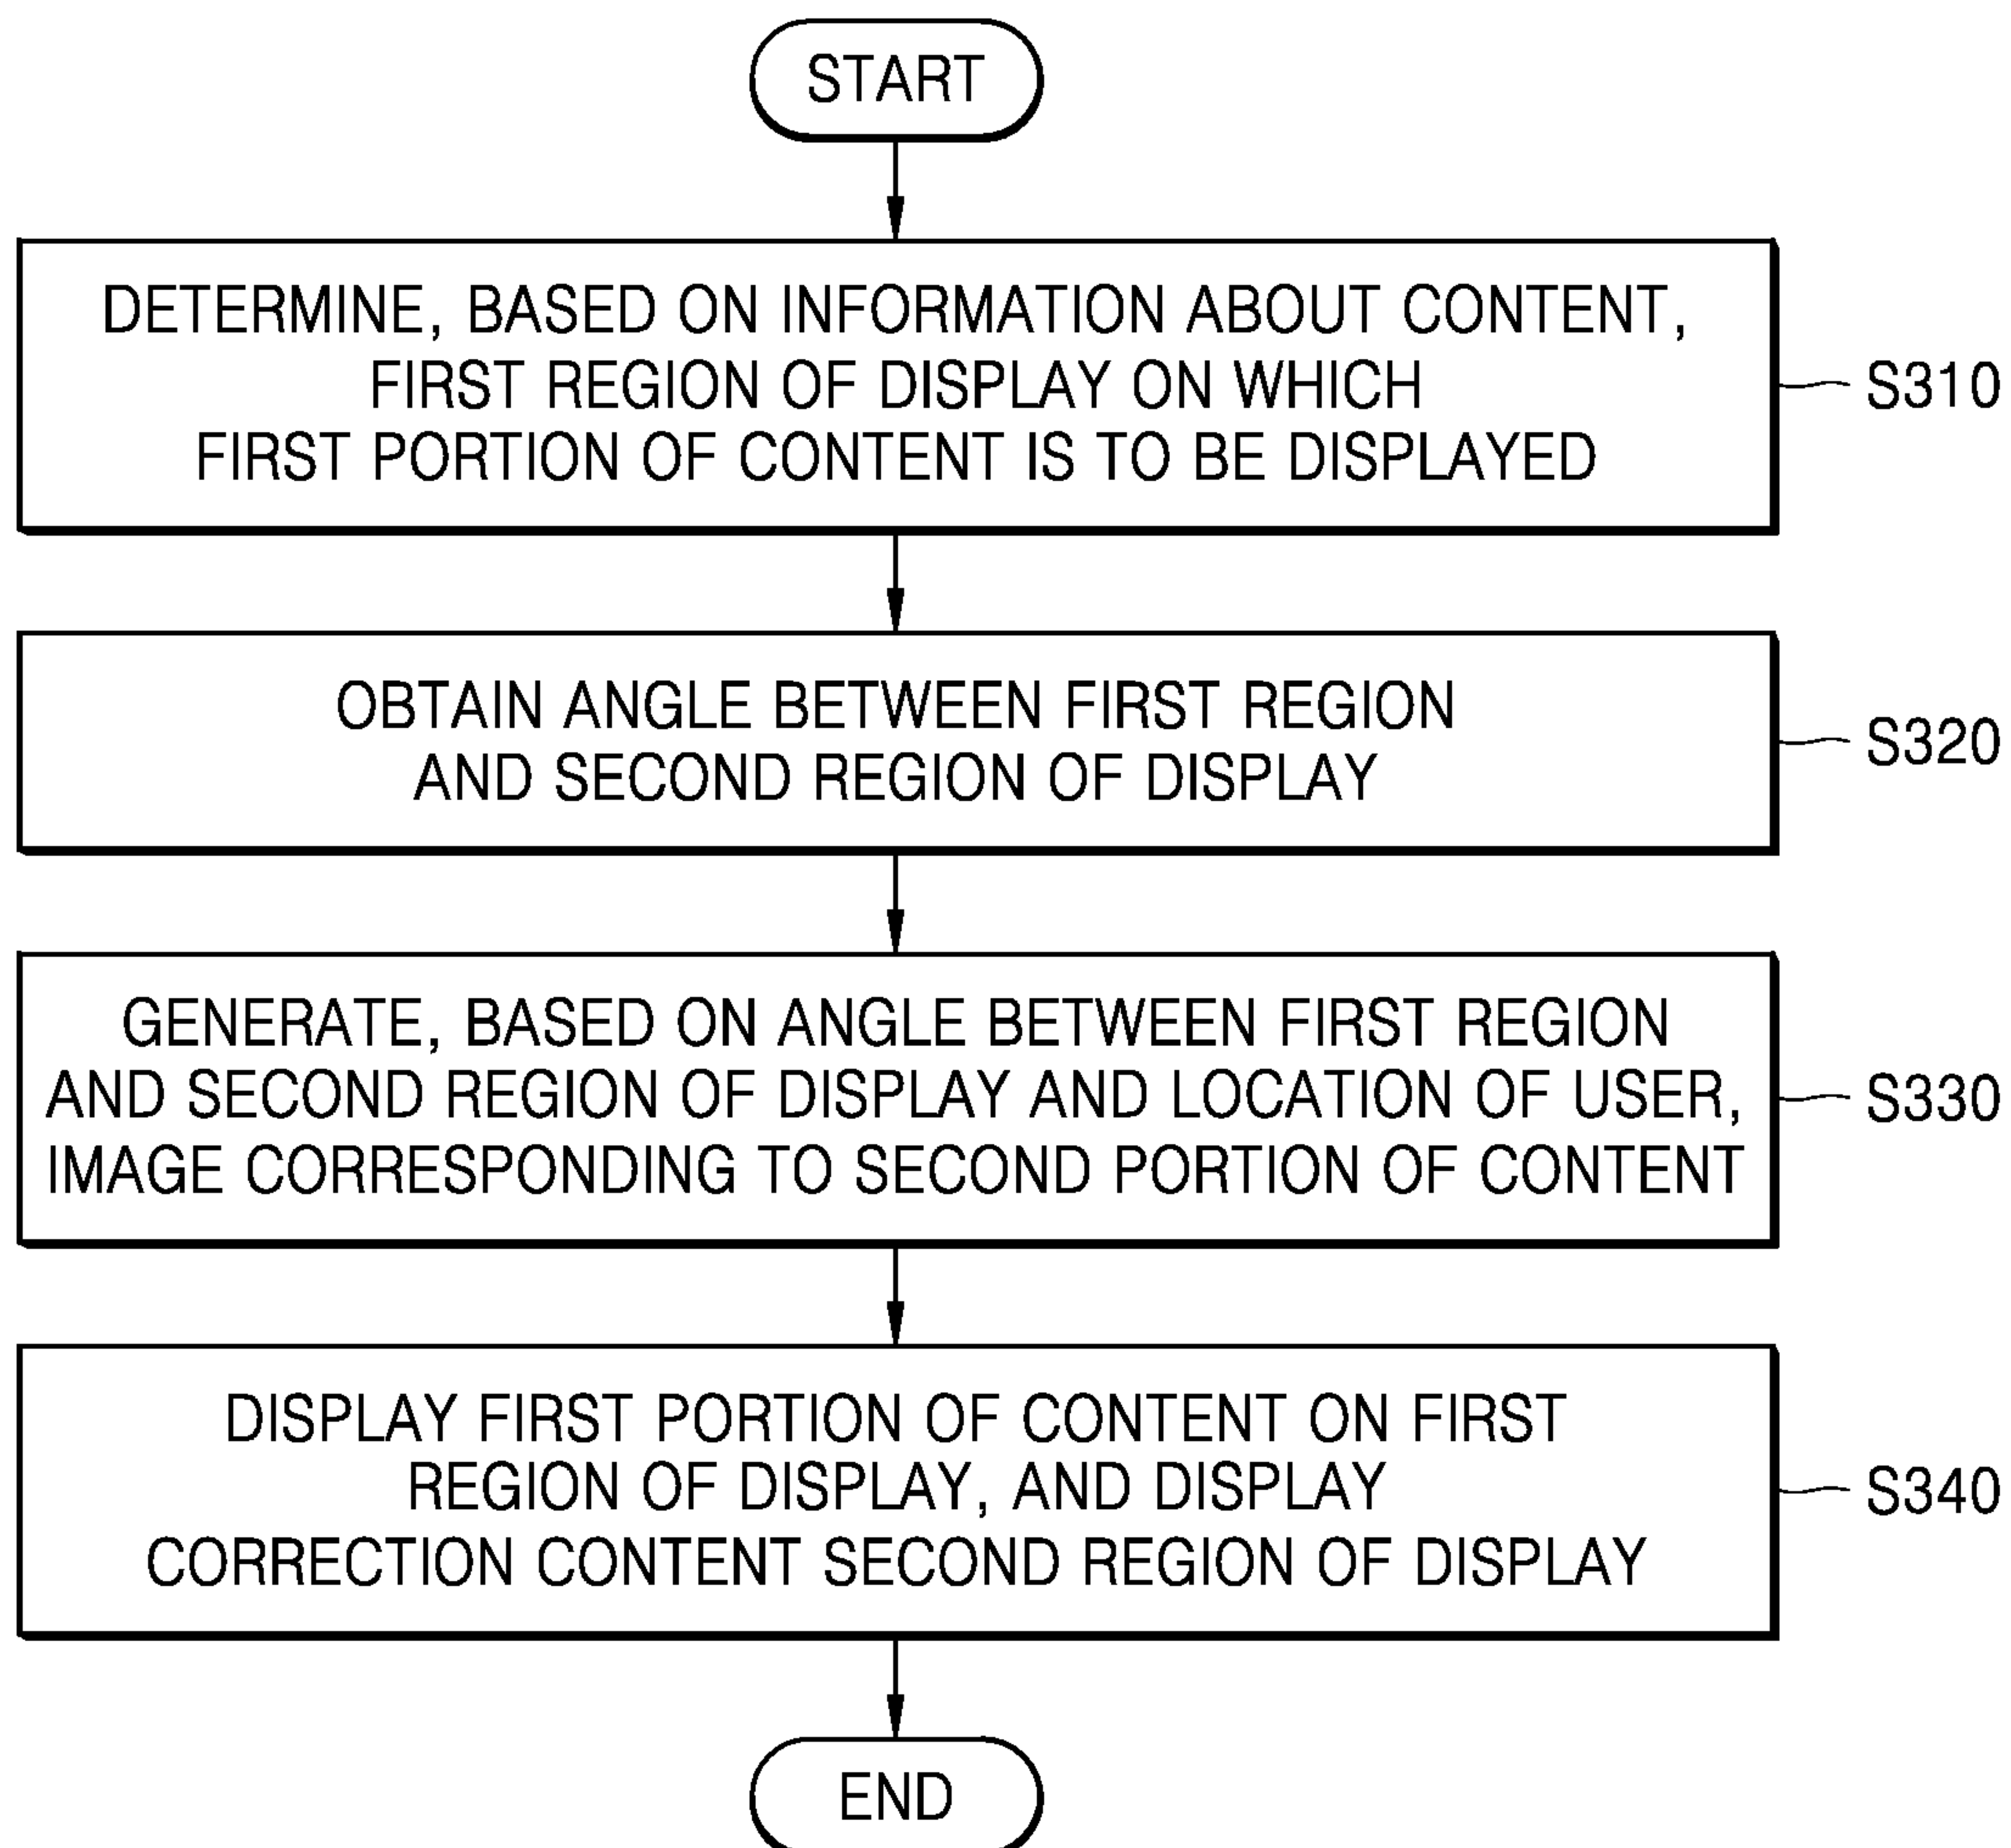 START
DETERMINE, BASED ON INFORMATION ABOUT CONTENT,
FIRST REGION OF DISPLAY ON WHICH
FIRST PORTION OF CONTENT IS TO BE DISPLAYED
S310
OBTAIN ANGLE BETWEEN FIRST REGION
AND SECOND REGION OF DISPLAY
S320
GENERATE, BASED ON ANGLE BETWEEN FIRST REGION
AND SECOND REGION OF DISPLAY AND LOCATION OF USER,
IMAGE CORRESPONDING TO SECOND PORTION OF CONTENT
S330
DISPLAY FIRST PORTION OF CONTENT ON FIRST
REGION OF DISPLAY, AND DISPLAY
CORRECTION CONTENT SECOND REGION OF DISPLAY
S340
END